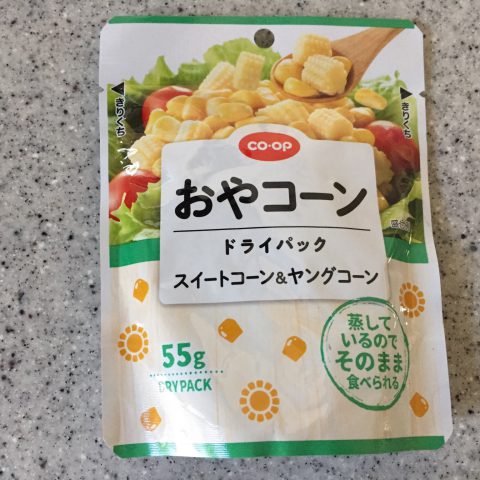 きりくち
きりくち
CO・OP
おやコーン
ドライパック
スイートコーン&ヤングコーン
55g
DRY PACK
蒸して
いるので
そのまま
食べられる